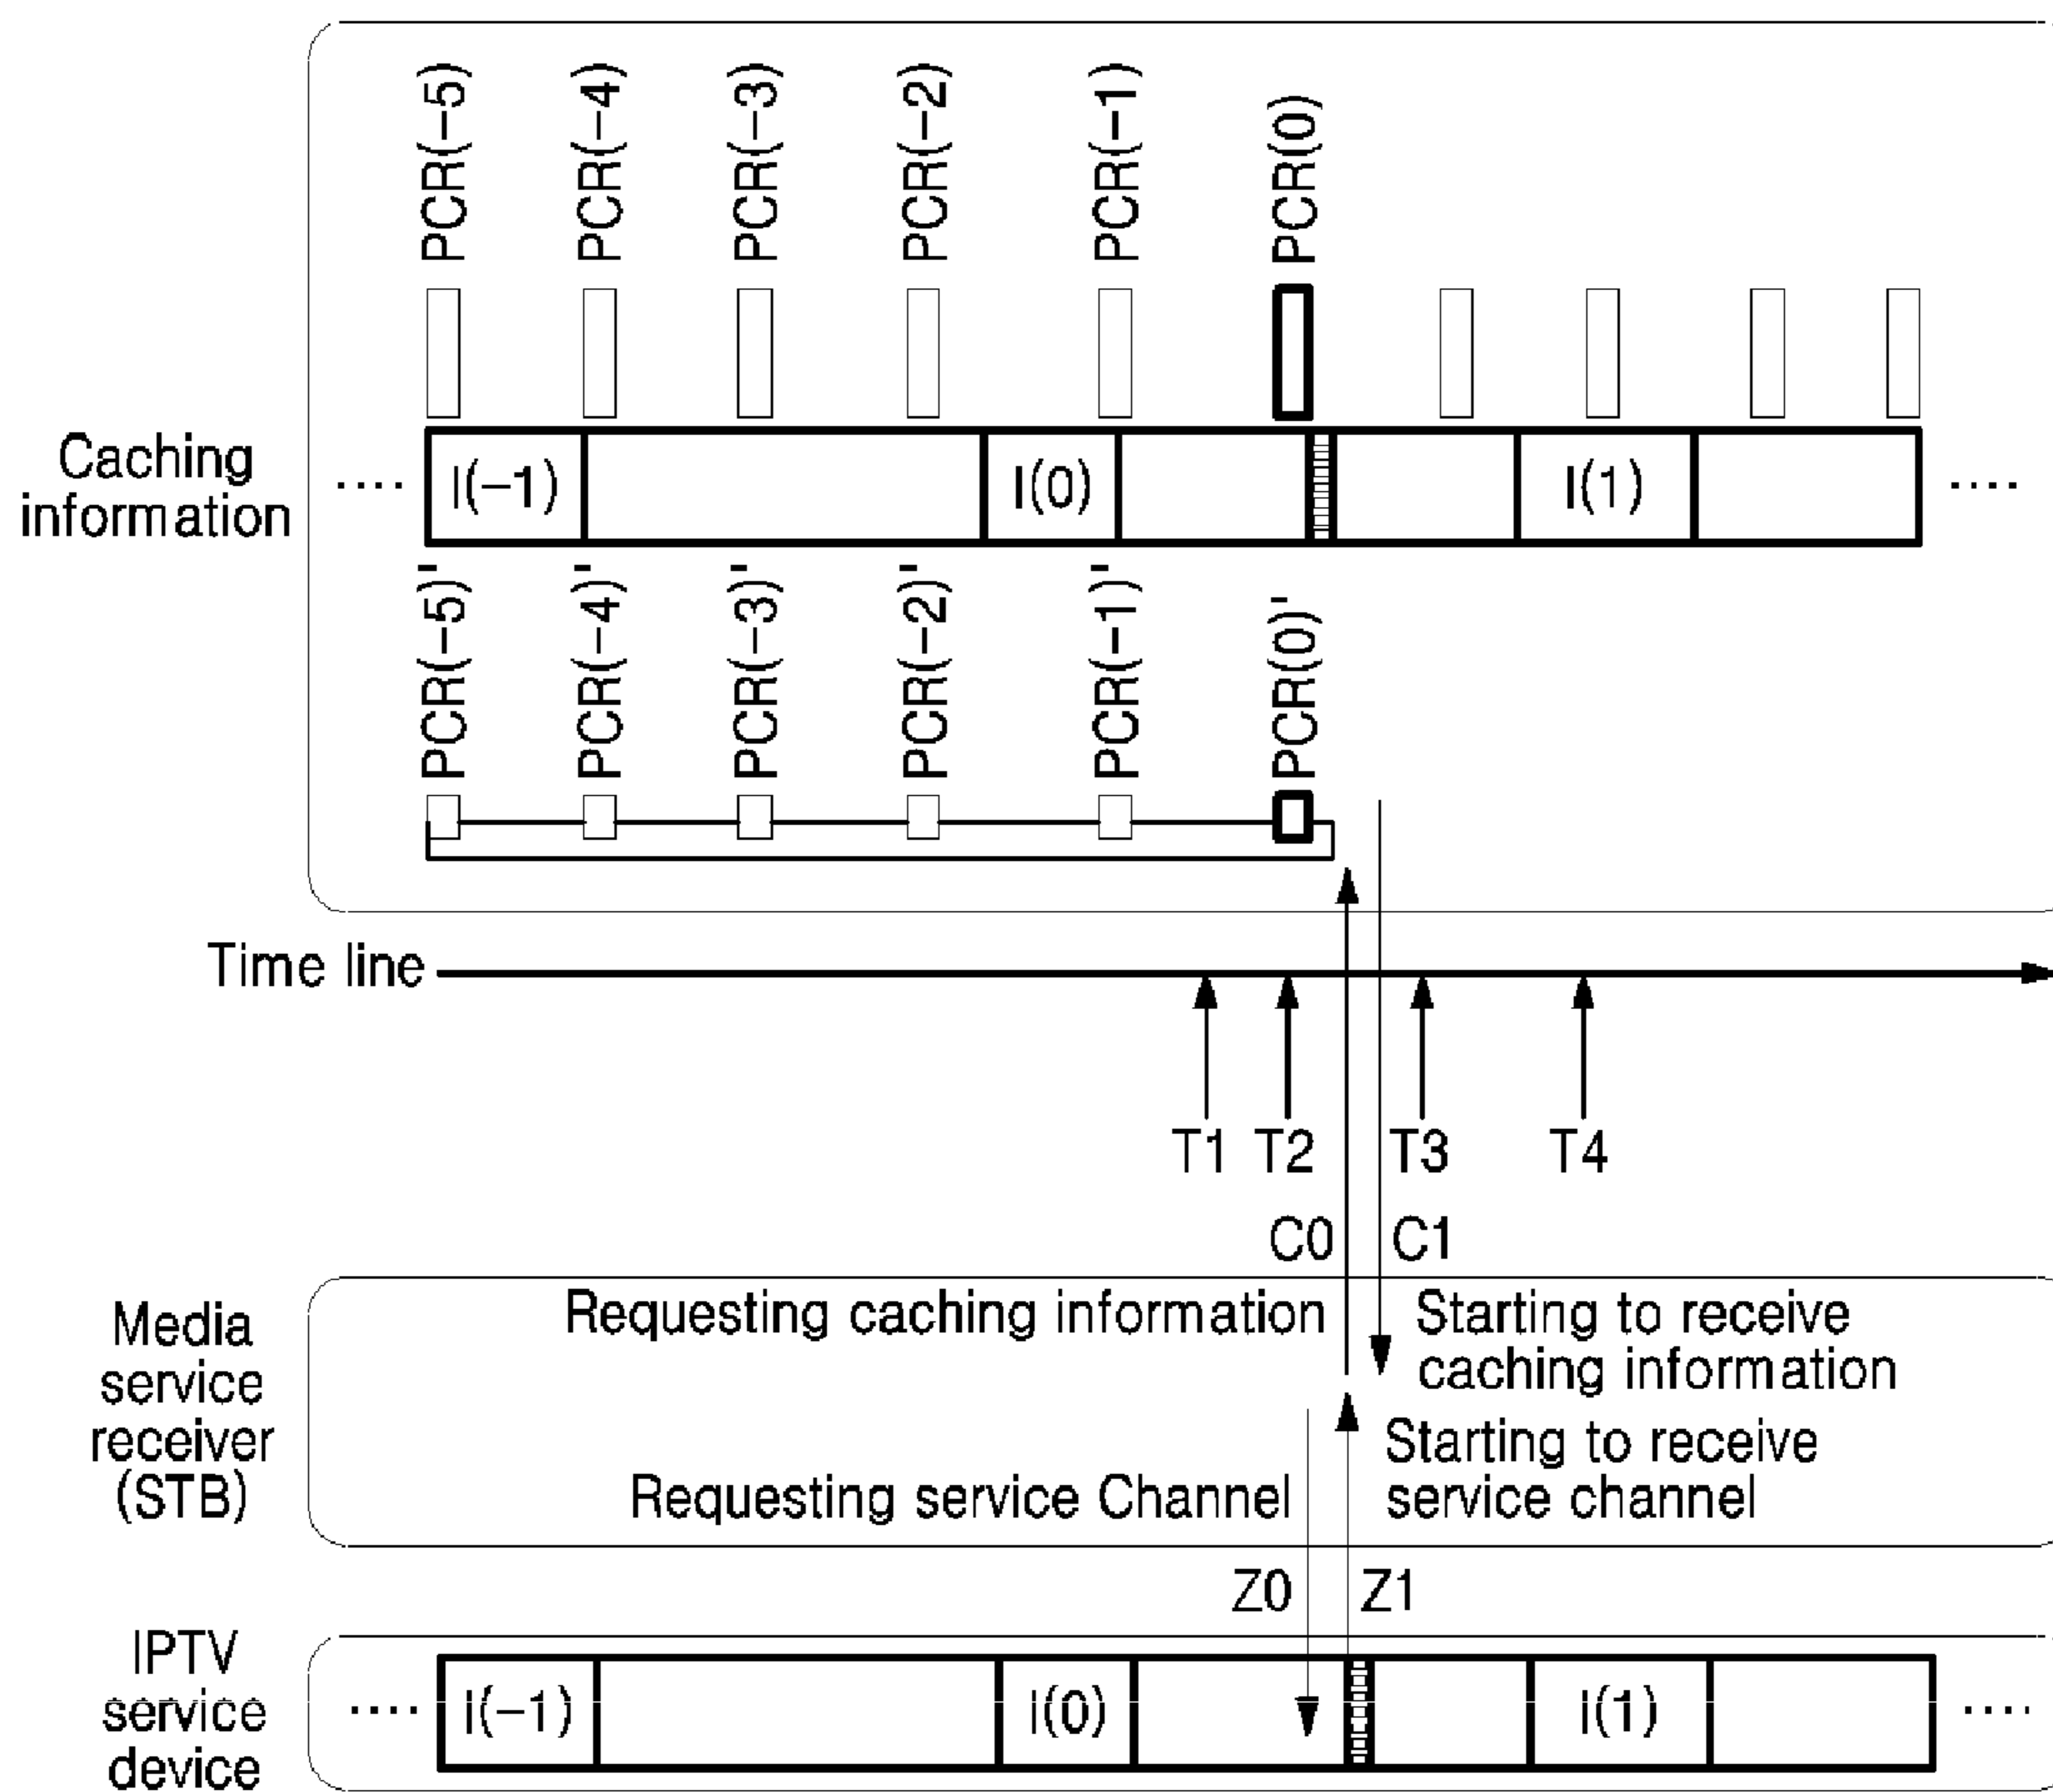 PCR(−5)
PCR(−4)
PCR(−3)
PCR(−2)
PCR(−1)
PCR(0)
Caching
information
....
I(−1)
I(0)
I(1)
....
PCR(−5)'
PCR(−4)'
PCR(−3)'
PCR(−2)'
PCR(−1)'
PCR(0)'
Time line
T1
T2
T3
T4
C0
C1
Media
service
receiver
(STB)
Requesting caching information
Starting to receive
caching information
Requesting service Channel
Starting to receive
service channel
Z0
Z1
IPTV
service
device
....
I(−1)
I(0)
I(1)
....